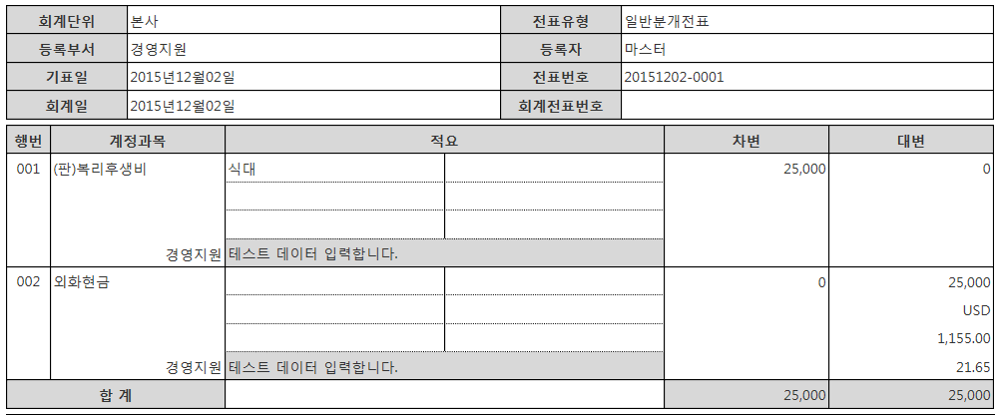 회계단위 본사 전표유형 일반분개전표
등록부서 경영지원 등록자 마스터
기표일 2015년12월02일 전표번호 20151202-0001
회계일 2015년12월02일 회계전표번호
행번 계정과목 적요 차변 대변
001 (판)복리후생비 식대 25,000 0
경영지원 테스트 데이터 입력합니다.
002 외화현금 0 25,000
USD
1,155.00
경영지원 테스트 데이터 입력합니다. 21.65
합 계 25,000 25,000